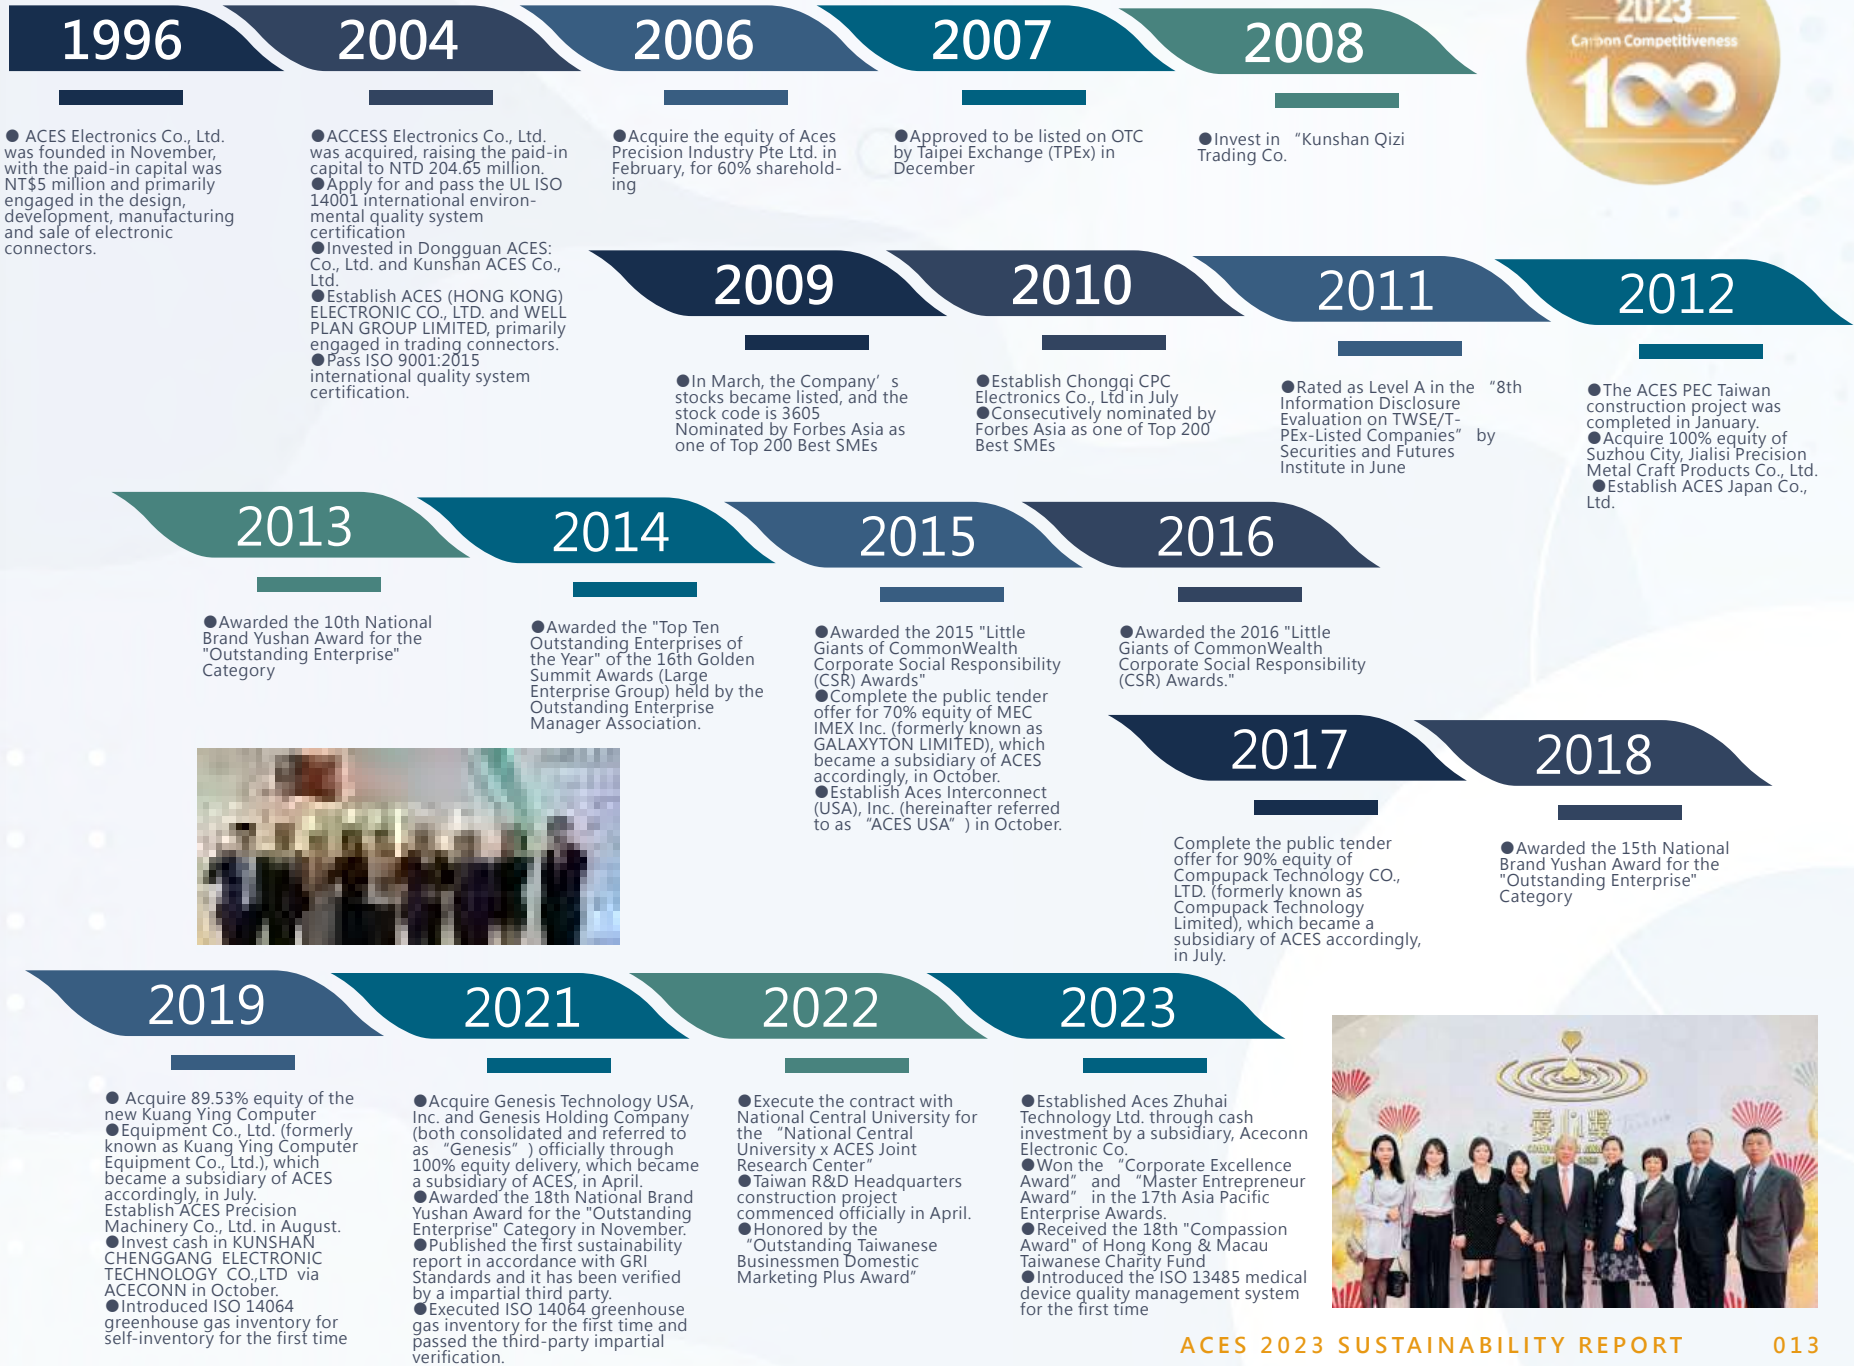 1996
● ACES Electronics Co., Ltd.
was founded in November,
with the paid-in capital was
NT$5 million and primarily
engaged in the design,
development, manufacturing
and sale of electronic
connectors.
2004
●ACCESS Electronics Co., Ltd.
was acquired, raising the paid-in
capital to NTD 204.65 million.
●Apply for and pass the UL ISO
14001 international environ-
mental quality system
certification
●Invested in Dongguan ACES:
Co., Ltd. and Kunshan ACES Co.,
Ltd.
●Establish ACES (HONG KONG)
ELECTRONIC CO., LTD. and WELL
PLAN GROUP LIMITED, primarily
engaged in trading connectors.
●Pass ISO 9001:2015
international quality system
certification.
2006
●Acquire the equity of Aces
Precision Industry Pte Ltd. in
February, for 60% sharehold-
ing
2007
●Approved to be listed on OTC
by Taipei Exchange (TPEx) in
December
2008
●Invest in “Kunshan Qizi
Trading Co.
2023
Carbon Competitiveness
100
2009
●In March, the Company’ s
stocks became listed, and the
stock code is 3605
Nominated by Forbes Asia as
one of Top 200 Best SMEs
2010
●Establish Chongqi CPC
Electronics Co., Ltd in July
●Consecutively nominated by
Forbes Asia as one of Top 200
Best SMEs
2011
●Rated as Level A in the “8th
Information Disclosure
Evaluation on TWSE/T-
PEx-Listed Companies” by
Securities and Futures
Institute in June
2012
●The ACES PEC Taiwan
construction project was
completed in January.
●Acquire 100% equity of
Suzhou City, Jialisi Precision
Metal Craft Products Co., Ltd.
●Establish ACES Japan Co.,
Ltd.
2013
●Awarded the 10th National
Brand Yushan Award for the
"Outstanding Enterprise"
Category
2014
●Awarded the "Top Ten
Outstanding Enterprises of
the Year" of the 16th Golden
Summit Awards (Large
Enterprise Group) held by the
Outstanding Enterprise
Manager Association.
2015
●Awarded the 2015 "Little
Giants of CommonWealth
Corporate Social Responsibility
(CSR) Awards"
●Complete the public tender
offer for 70% equity of MEC
IMEX Inc. (formerly known as
GALAXYTON LIMITED), which
became a subsidiary of ACES
accordingly, in October.
●Establish Aces Interconnect
(USA), Inc. (hereinafter referred
to as “ACES USA” ) in October.
2016
●Awarded the 2016 "Little
Giants of CommonWealth
Corporate Social Responsibility
(CSR) Awards."
2017
Complete the public tender
offer for 90% equity of
Compupack Technology CO.,
LTD. (formerly known as
Compupack Technology
Limited), which became a
subsidiary of ACES accordingly,
in July.
2018
●Awarded the 15th National
Brand Yushan Award for the
"Outstanding Enterprise"
Category
2019
● Acquire 89.53% equity of the
new Kuang Ying Computer
●Equipment Co., Ltd. (formerly
known as Kuang Ying Computer
Equipment Co., Ltd.), which
became a subsidiary of ACES
accordingly, in July.
Establish ACES Precision
Machinery Co., Ltd. in August.
●Invest cash in KUNSHAN
CHENGGANG ELECTRONIC
TECHNOLOGY CO.,LTD via
ACECONN in October.
●Introduced ISO 14064
greenhouse gas inventory for
self-inventory for the first time
2021
●Acquire Genesis Technology USA,
Inc. and Genesis Holding Company
(both consolidated and referred to
as “Genesis” ) officially through
100% equity delivery, which became
a subsidiary of ACES, in April.
●Awarded the 18th National Brand
Yushan Award for the "Outstanding
Enterprise" Category in November.
●Published the first sustainability
report in accordance with GRI
Standards and it has been verified
by a impartial third party.
●Executed ISO 14064 greenhouse
gas inventory for the first time and
passed the third-party impartial
verification.
2022
●Execute the contract with
National Central University for
the “National Central
University x ACES Joint
Research Center”
●Taiwan R&D Headquarters
construction project
commenced officially in April.
●Honored by the
“Outstanding Taiwanese
Businessmen Domestic
Marketing Plus Award”
2023
●Established Aces Zhuhai
Technology Ltd. through cash
investment by a subsidiary, Aceconn
Electronic Co.
●Won the “Corporate Excellence
Award” and “Master Entrepreneur
Award” in the 17th Asia Pacific
Enterprise Awards.
●Received the 18th "Compassion
Award" of Hong Kong & Macau
Taiwanese Charity Fund
●Introduced the ISO 13485 medical
device quality management system
for the first time
愛心獎
ACES 2023 SUSTAINABILITY REPORT 013